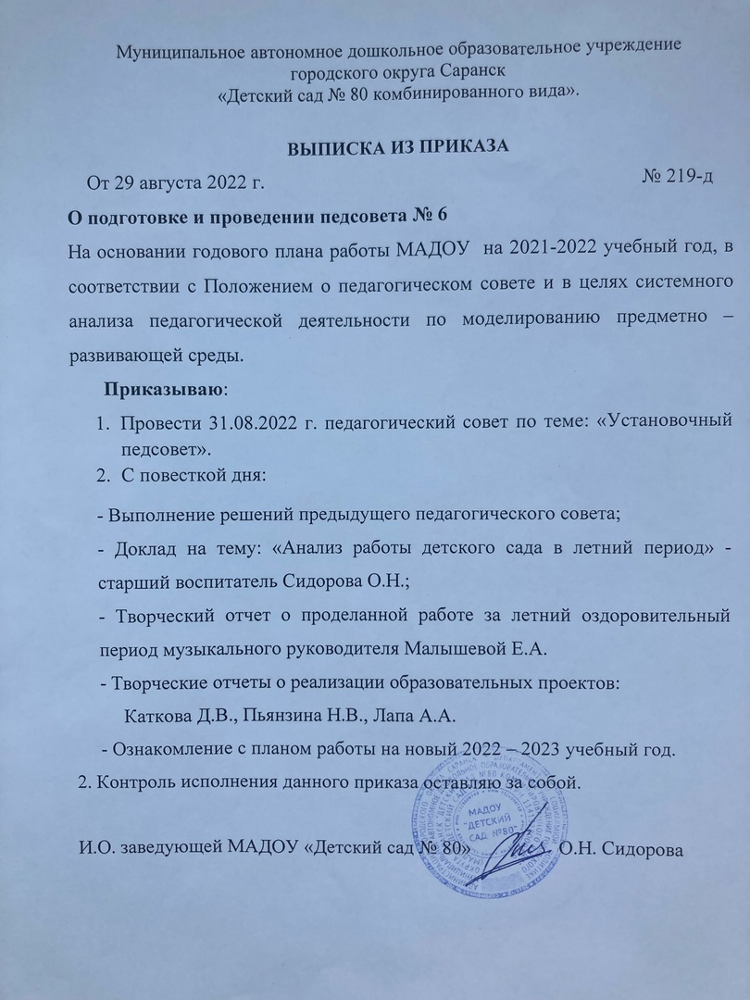 Муниципальное автономное дошкольное образовательное учреждение
городского округа Саранск
«Детский сад № 80 комбинированного вида».
ВЫПИСКА ИЗ ПРИКАЗА
От 29 августа 2022 г. № 219-д
О подготовке и проведении педсовета № 6
На основании годового плана работы МАДОУ на 2021-2022 учебный год, в
соответствии с Положением о педагогическом совете и в целях системного
анализа педагогической деятельности по моделированию предметно –
развивающей среды.
Приказываю:
1. Провести 31.08.2022 г. педагогический совет по теме: «Установочный
педсовет».
2. С повесткой дня:
- Выполнение решений предыдущего педагогического совета;
- Доклад на тему: «Анализ работы детского сада в летний период» -
старший воспитатель Сидорова О.Н.;
- Творческий отчет о проделанной работе за летний оздоровительный
период музыкального руководителя Малышевой Е.А.
- Творческие отчеты о реализации образовательных проектов:
Каткова Д.В., Пьянзина Н.В., Лапа А.А.
- Ознакомление с планом работы на новый 2022 – 2023 учебный год.
2. Контроль исполнения данного приказа оставляю за собой.
МАДОУ
"ДЕТСКИЙ
САД №80"
И.О. заведующей МАДОУ «Детский сад № 80» О.Н. Сидорова